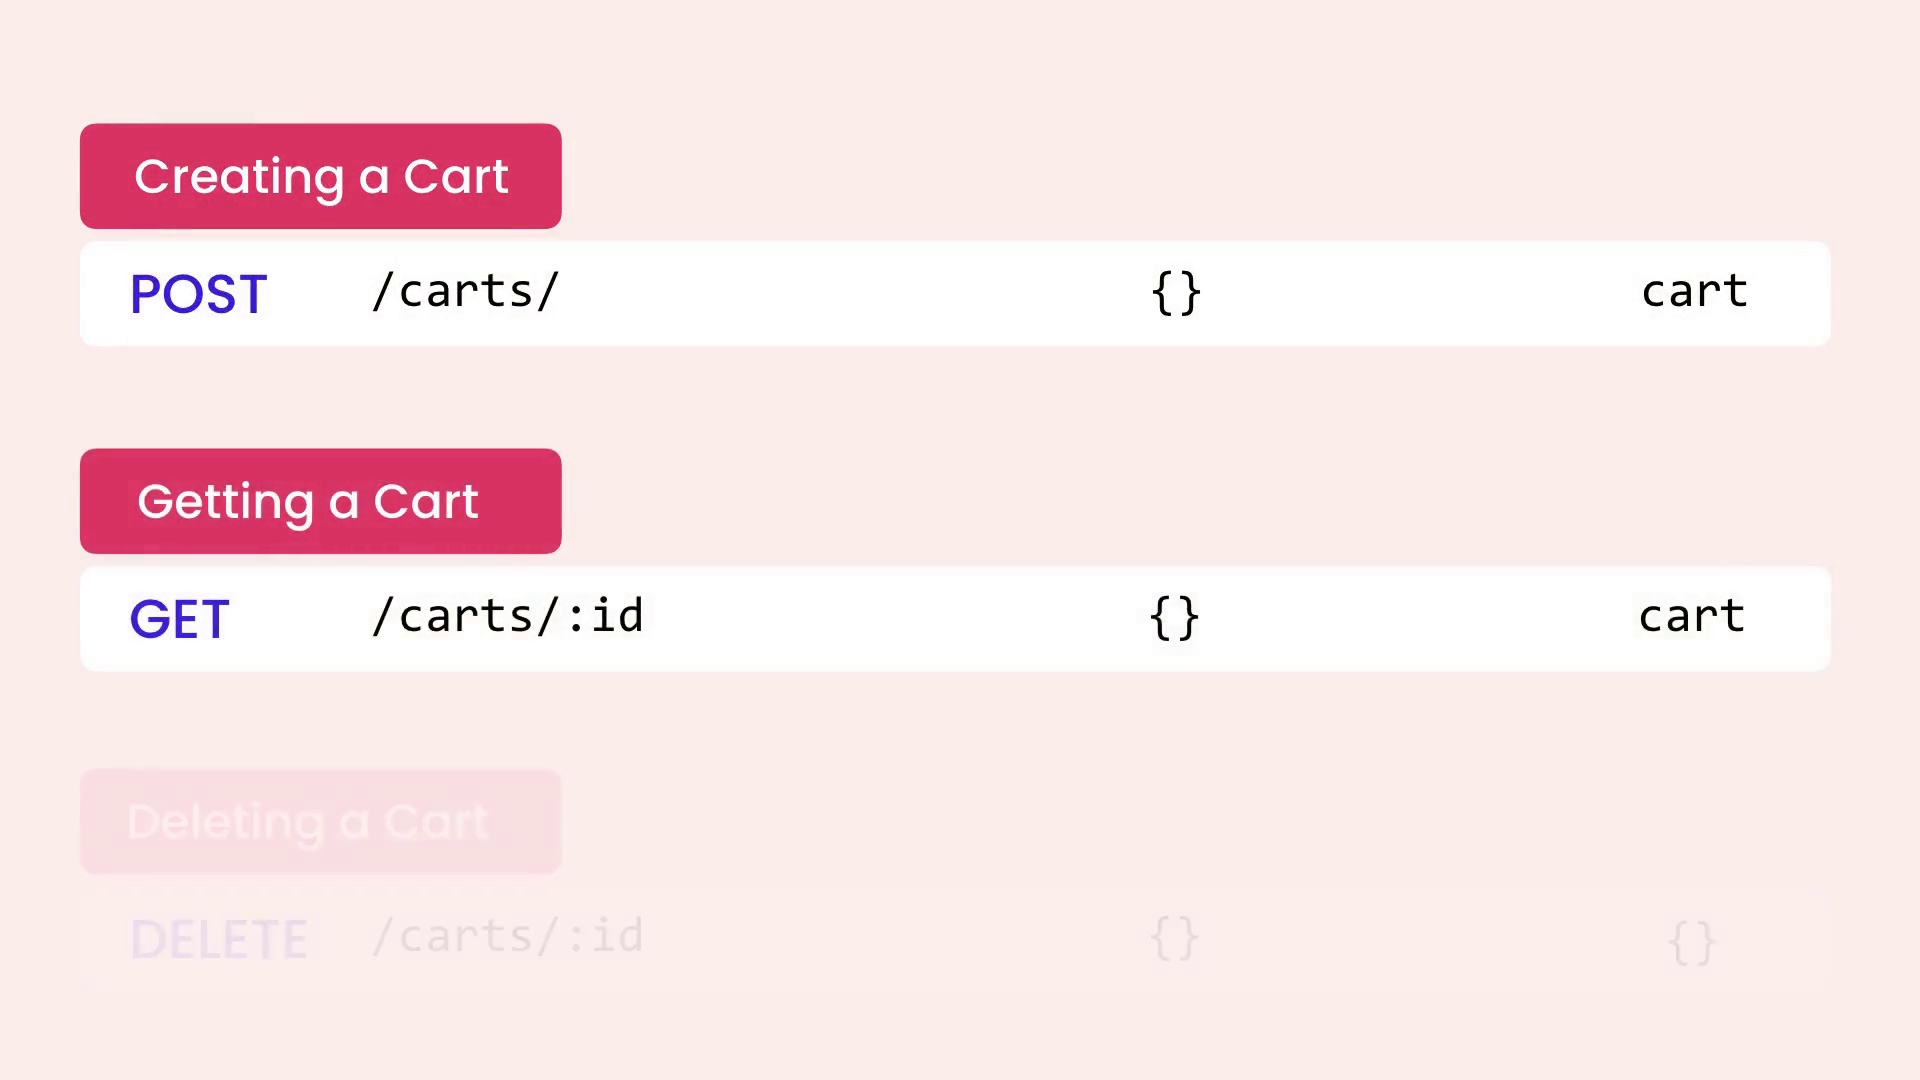 Creating a Cart
POST /carts/ {} cart
Getting a Cart
GET /carts/:id {} cart
Deleting a Cart
DELETE /carts/:id {} {}